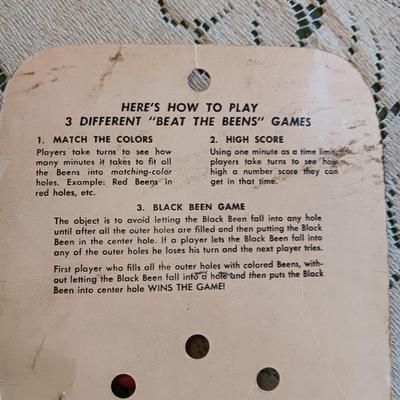 HERE'S HOW TO PLAY
3 DIFFERENT "BEAT THE BEENS" GAMES
1. MATCH THE COLORS
Players take turns to see how
many minutes it takes to fit all
the Beens into matching-color
holes. Example: Red Beens in
red holes, etc.
2. HIGH SCORE
Using one minute as a time limit,
players take turns to see how
high a number score they can
get in that time.
3. BLACK BEEN GAME
The object is to avoid letting the Black Been fall into any hole
until after all the outer holes are filled and then putting the Black
Been in the center hole. If a player lets the Black Been fall into
any of the outer holes he loses his turn and the next player tries.
First player who fills all the outer holes with colored Beens, with-
out letting the Black Been fall into a hole and then puts the Black
Been into center hole WINS THE GAME!